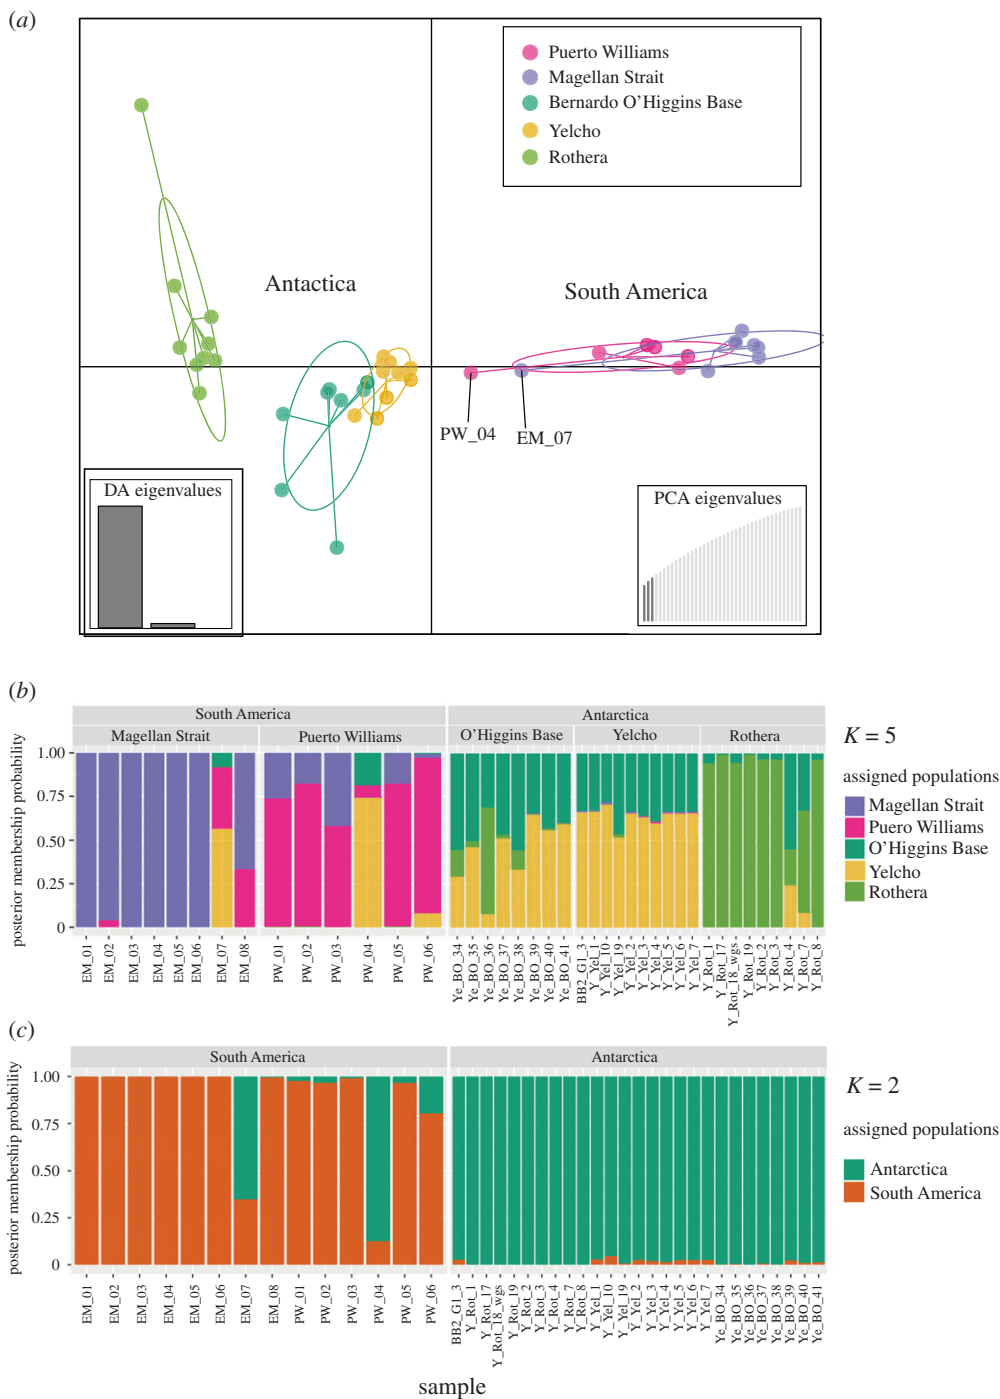 (a)
Puerto Williams
Magellan Strait
Bernardo O'Higgins Base
Yelcho
Rothera
Antactica
South America
PW_04
EM_07
DA eigenvalues
PCA eigenvalues
(b)
South America
Antarctica
Magellan Strait
Puerto Williams
O'Higgins Base
Yelcho
Rothera
K = 5
posterior membership probability
1.00
0.75
0.50
0.25
0
assigned populations
Magellan Strait
Puero Williams
O'Higgins Base
Yelcho
Rothera
EM_01
EM_02
EM_03
EM_04
EM_05
EM_06
EM_07
EM_08
PW_01
PW_02
PW_03
PW_04
PW_05
PW_06
Ye_BO_34
Ye_BO_35
Ye_BO_36
Ye_BO_37
Ye_BO_38
Ye_BO_39
Ye_BO_40
Ye_BO_41
BB2_G1_3
Y_Yel_1
Y_Yel_10
Y_Yel_19
Y_Yel_2
Y_Yel_3
Y_Yel_4
Y_Yel_5
Y_Yel_6
Y_Yel_7
Y_Rot_1
Y_Rot_17
Y_Rot_18_wgs
Y_Rot_19
Y_Rot_2
Y_Rot_3
Y_Rot_4
Y_Rot_7
Y_Rot_8
(c)
South America
Antarctica
K = 2
posterior membership probability
1.00
0.75
0.50
0.25
0
assigned populations
Antarctica
South America
EM_01
EM_02
EM_03
EM_04
EM_05
EM_06
EM_07
EM_08
PW_01
PW_02
PW_03
PW_04
PW_05
PW_06
BB2_G1_3
Y_Rot_1
Y_Rot_17
Y_Rot_18_wgs
Y_Rot_19
Y_Rot_2
Y_Rot_3
Y_Rot_4
Y_Rot_7
Y_Rot_8
Y_Yel_1
Y_Yel_10
Y_Yel_19
Y_Yel_2
Y_Yel_3
Y_Yel_4
Y_Yel_5
Y_Yel_6
Y_Yel_7
Ye_BO_34
Ye_BO_35
Ye_BO_36
Ye_BO_37
Ye_BO_38
Ye_BO_39
Ye_BO_40
Ye_BO_41
sample